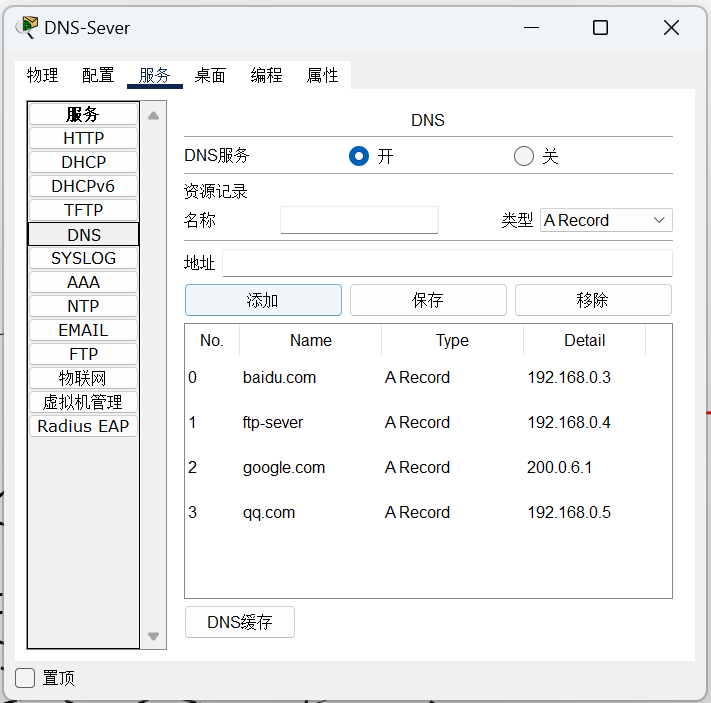 DNS-Sever
物理 配置 服务 桌面 编程 属性
服务
HTTP
DHCP
DHCPv6
TFTP
DNS
SYSLOG
AAA
NTP
EMAIL
FTP
物联网
虚拟机管理
Radius EAP
DNS
DNS服务 开 关
资源记录
名称 类型 A Record
地址
添加 保存 移除
No. Name Type Detail
0 baidu.com A Record 192.168.0.3
1 ftp-sever A Record 192.168.0.4
2 google.com A Record 200.0.6.1
3 qq.com A Record 192.168.0.5
DNS缓存
置顶